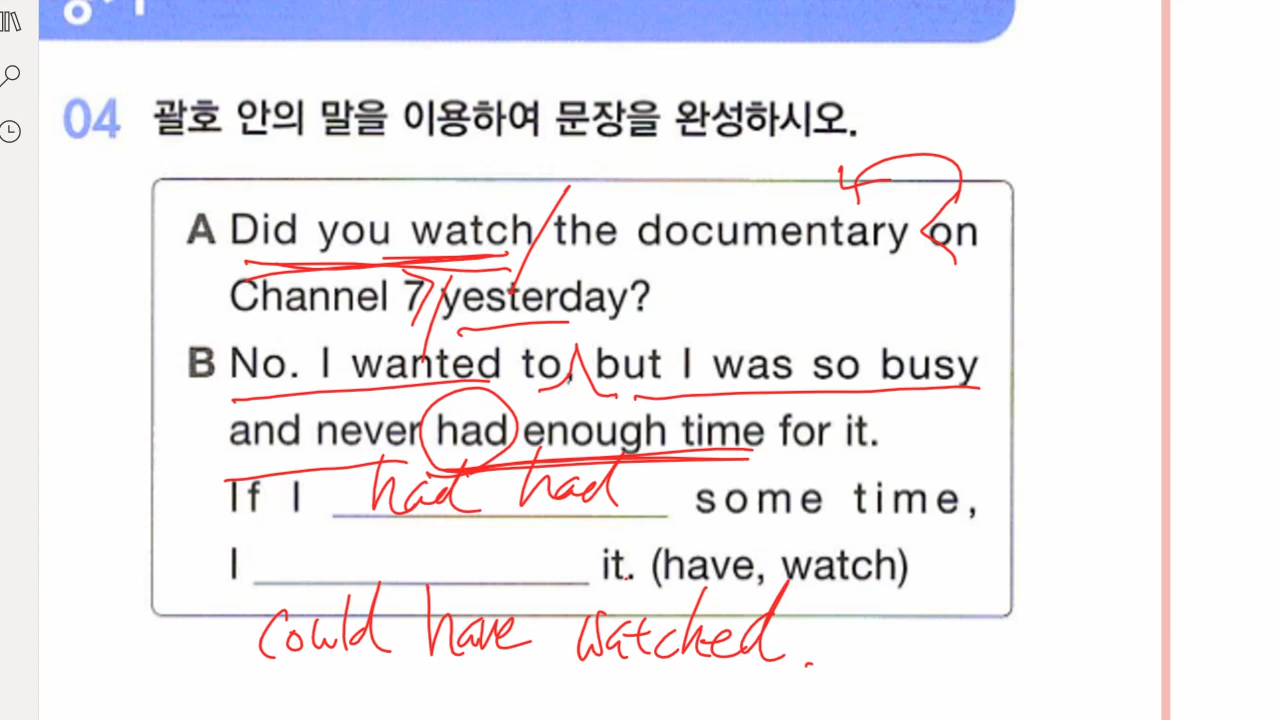 04 괄호 안의 말을 이용하여 문장을 완성하시오.
A Did you watch the documentary on
Channel 7 yesterday?
B No. I wanted to, but I was so busy
and never had enough time for it.
If I had had some time,
I ____ it. (have, watch)
could have watched.